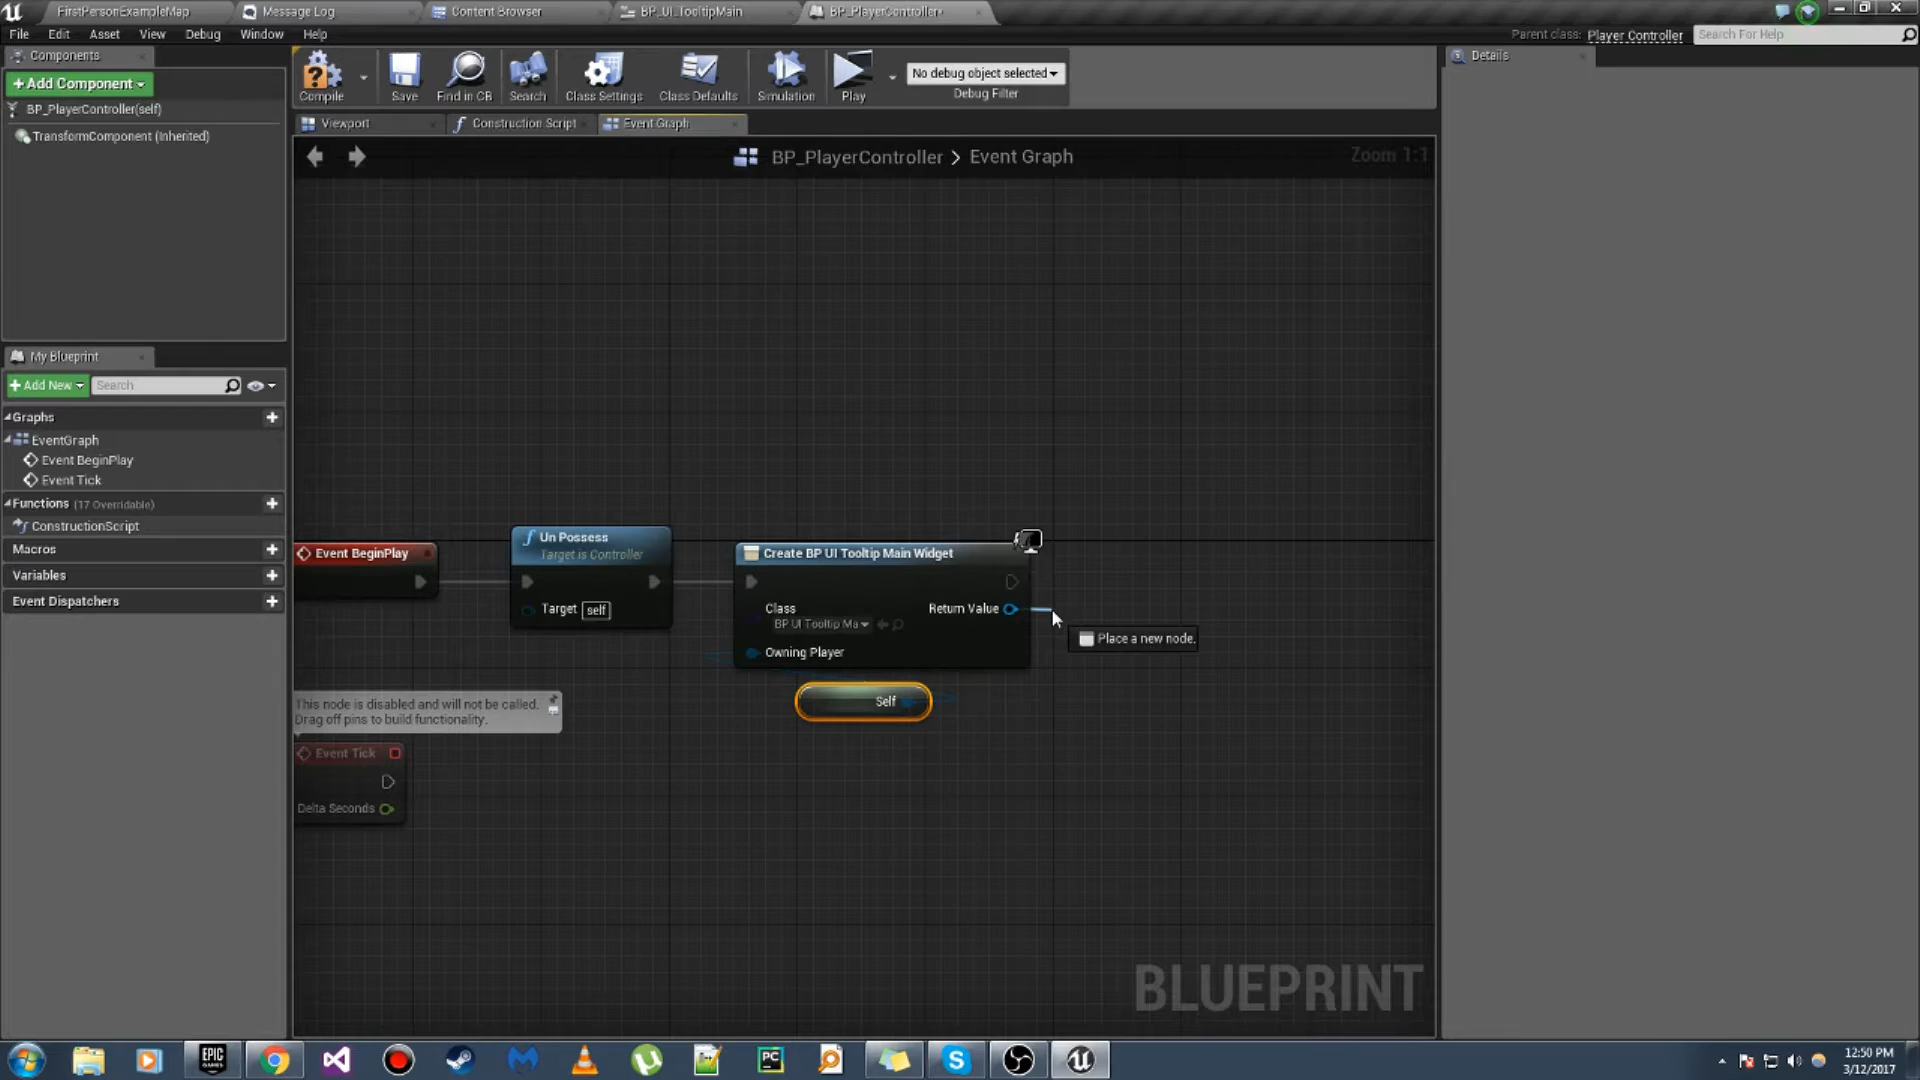 FirstPersonExampleMap
Message Log
Content Browser
BP_UI_TooltipMain
BP_PlayerController*
File Edit Asset View Debug Window Help
Parent class: Player Controller
Search For Help
Components
+Add Component
BP_PlayerController(self)
TransformComponent (Inherited)
Compile
Save
Find in CB
Search
Class Settings
Class Defaults
Simulation
Play
No debug object selected
Debug Filter
Details
Viewport
Construction Script
Event Graph
BP_PlayerController > Event Graph
Zoom 1:1
My Blueprint
+Add New
Search
Graphs
EventGraph
Event BeginPlay
Event Tick
Functions (17 Overridable)
ConstructionScript
Macros
Variables
Event Dispatchers
Event BeginPlay
Un Possess
Target is Controller
Target self
Create BP UI Tooltip Main Widget
Class
BP UI Tooltip Ma
Return Value
Owning Player
Place a new node.
Self
This node is disabled and will not be called.
Drag off pins to build functionality.
Event Tick
Delta Seconds
BLUEPRINT
EPIC
GAMES
PC
12:50 PM
3/12/2017